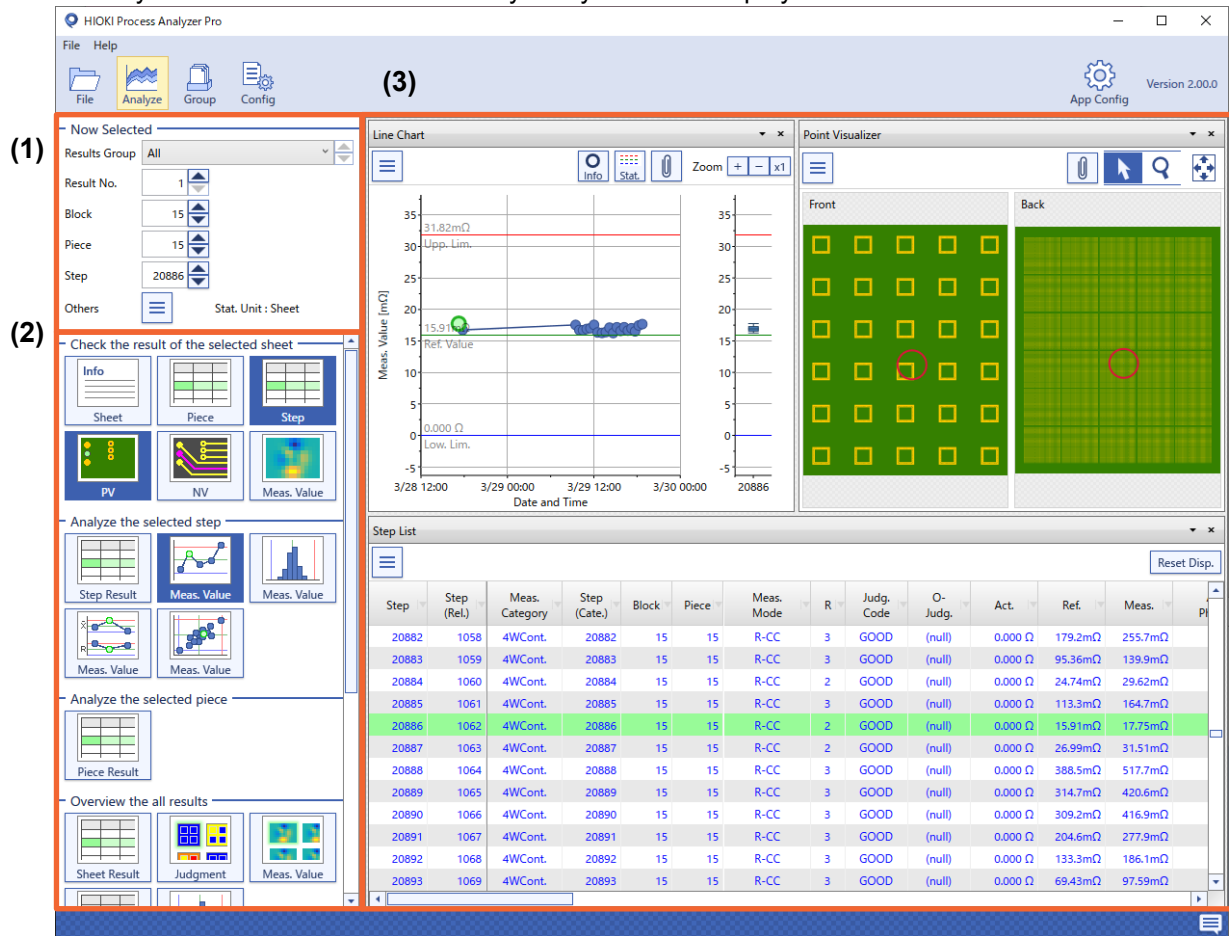 HIOKI Process Analyzer Pro
File Help
File Analyze Group Config
(3)
App Config
Version 2.00.0
(1)
Now Selected
Results Group All
Result No. 1
Block 15
Piece 15
Step 20886
Others Stat. Unit : Sheet
(2)
Check the result of the selected sheet
Info
Sheet Piece Step
PV NV Meas. Value
Analyze the selected step
Step Result Meas. Value Meas. Value
X
R
Meas. Value Meas. Value
Analyze the selected piece
Piece Result
Overview the all results
Sheet Result Judgment Meas. Value
Line Chart
Info Stat. Zoom + − x1
Meas. Value [mΩ]
35
30
25
20
15
10
5
0
-5
31.82mΩ
Upp. Lim.
15.91mΩ
Ref. Value
0.000 Ω
Low. Lim.
3/28 12:00 3/29 00:00 3/29 12:00 3/30 00:00
Date and Time
35
30
25
20
15
10
5
0
-5
20886
Point Visualizer
Front Back
Step List
Reset Disp.
Step Step (Rel.) Meas. Category Step (Cate.) Block Piece Meas. Mode R Judg. Code O-Judg. Act. Ref. Meas.
20882 1058 4WCont. 20882 15 15 R-CC 3 GOOD (null) 0.000 Ω 179.2mΩ 255.7mΩ
20883 1059 4WCont. 20883 15 15 R-CC 3 GOOD (null) 0.000 Ω 95.36mΩ 139.9mΩ
20884 1060 4WCont. 20884 15 15 R-CC 2 GOOD (null) 0.000 Ω 24.74mΩ 29.62mΩ
20885 1061 4WCont. 20885 15 15 R-CC 3 GOOD (null) 0.000 Ω 113.3mΩ 164.7mΩ
20886 1062 4WCont. 20886 15 15 R-CC 2 GOOD (null) 0.000 Ω 15.91mΩ 17.75mΩ
20887 1063 4WCont. 20887 15 15 R-CC 2 GOOD (null) 0.000 Ω 26.99mΩ 31.51mΩ
20888 1064 4WCont. 20888 15 15 R-CC 3 GOOD (null) 0.000 Ω 388.5mΩ 517.7mΩ
20889 1065 4WCont. 20889 15 15 R-CC 3 GOOD (null) 0.000 Ω 314.7mΩ 420.6mΩ
20890 1066 4WCont. 20890 15 15 R-CC 3 GOOD (null) 0.000 Ω 309.2mΩ 416.9mΩ
20891 1067 4WCont. 20891 15 15 R-CC 3 GOOD (null) 0.000 Ω 204.6mΩ 277.9mΩ
20892 1068 4WCont. 20892 15 15 R-CC 3 GOOD (null) 0.000 Ω 133.3mΩ 186.1mΩ
20893 1069 4WCont. 20893 15 15 R-CC 3 GOOD (null) 0.000 Ω 69.43mΩ 97.59mΩ